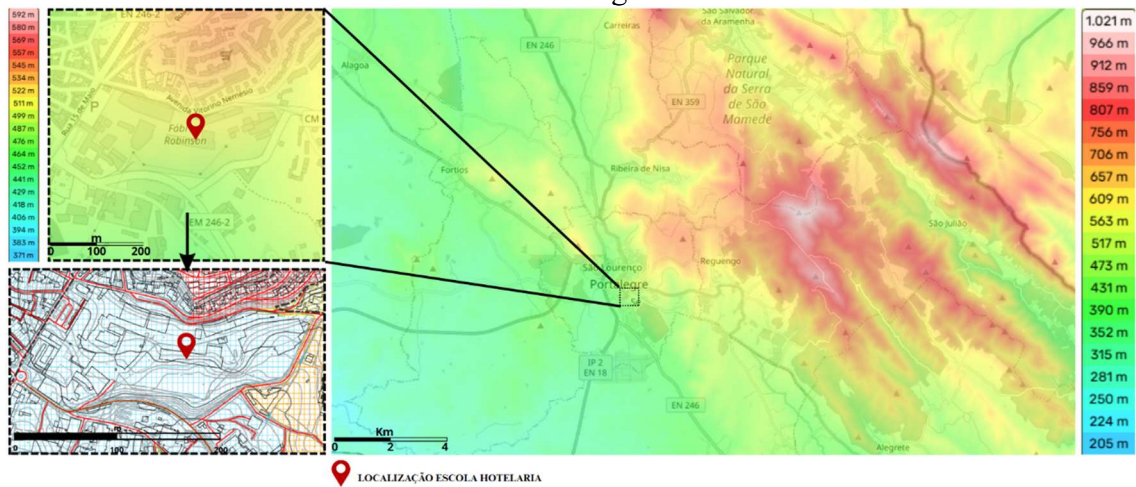 592 m
580 m
569 m
557 m
545 m
534 m
522 m
511 m
499 m
487 m
476 m
464 m
452 m
441 m
429 m
418 m
406 m
394 m
383 m
371 m
EN 246-2
Avenida Vitorino Nemésio
Rua 15 de Maio
P
CM
Robinson
EM 246-2
m
0 100 200
0
200
Carreiras
São Salvador
da Aramenha
EN 246
Alagoa
Parque
Natural
da Serra
de São
Mamede
EN 359
Ribeira de Nisa
Fortios
São Julião
Reguengo
São Lourenço
Portalegre
IP 2
EN 18
EN 246
Alegrete
Km
0 2 4
1.021 m
966 m
912 m
859 m
807 m
756 m
706 m
657 m
609 m
563 m
517 m
473 m
431 m
390 m
352 m
315 m
281 m
250 m
224 m
205 m
LOCALIZAÇÃO ESCOLA HOTELARIA